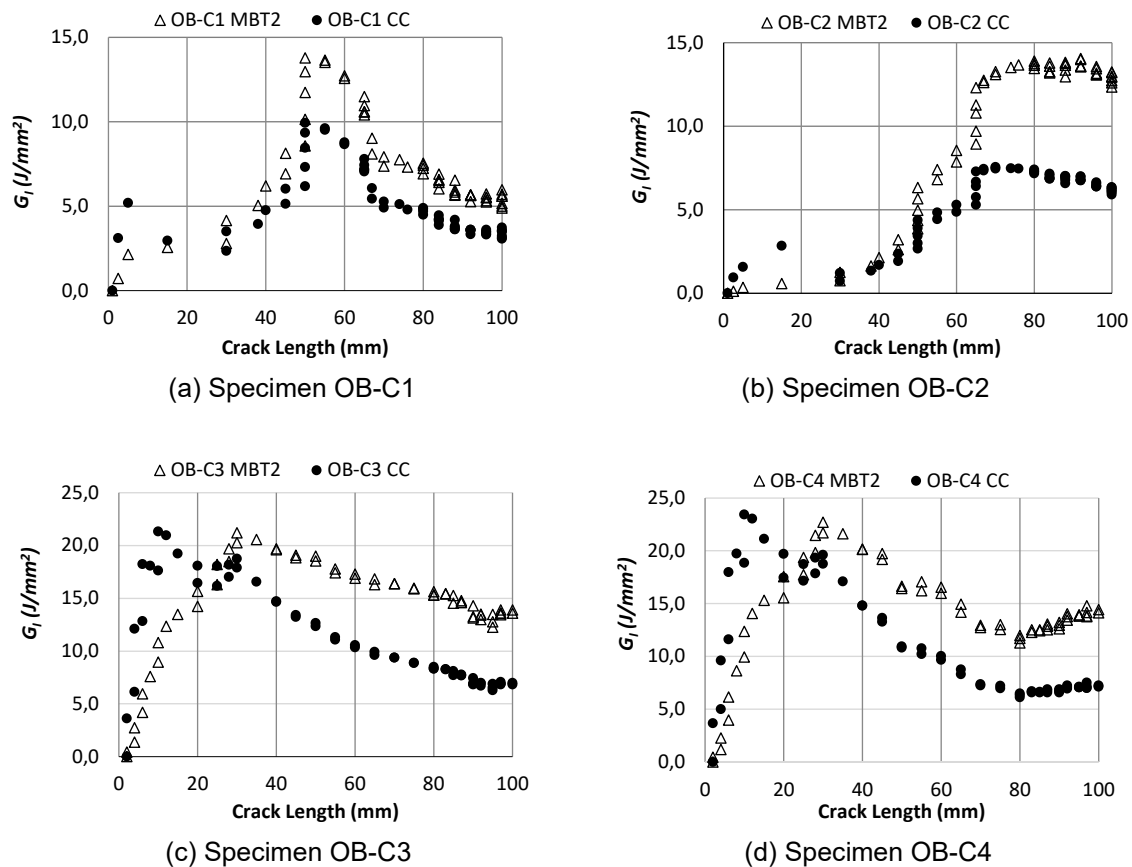 △ OB-C1 MBT2 ● OB-C1 CC
15,0
10,0
5,0
0,0
G_I (J/mm²)
0 20 40 60 80 100
Crack Length (mm)
(a) Specimen OB-C1
△ OB-C2 MBT2 ● OB-C2 CC
15,0
10,0
5,0
0,0
G_I (J/mm²)
0 20 40 60 80 100
Crack Length (mm)
(b) Specimen OB-C2
△ OB-C3 MBT2 ● OB-C3 CC
25,0
20,0
15,0
10,0
5,0
0,0
G_I (J/mm²)
0 20 40 60 80 100
Crack Length (mm)
(c) Specimen OB-C3
△ OB-C4 MBT2 ● OB-C4 CC
25,0
20,0
15,0
10,0
5,0
0,0
G_I (J/mm²)
0 20 40 60 80 100
Crack Length (mm)
(d) Specimen OB-C4